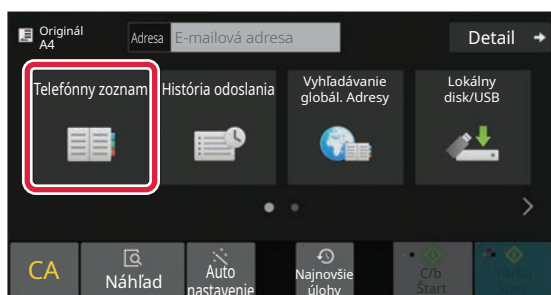 Originál
A4
Adresa
E-mailová adresa
Detail
Telefónny zoznam
História odoslania
Vyhľadávanie
globál. Adresy
Lokálny
disk/USB
CA
Náhľad
Auto
nastavenie
Najnovšie
úlohy
C/b
Štart
Farba
Štart